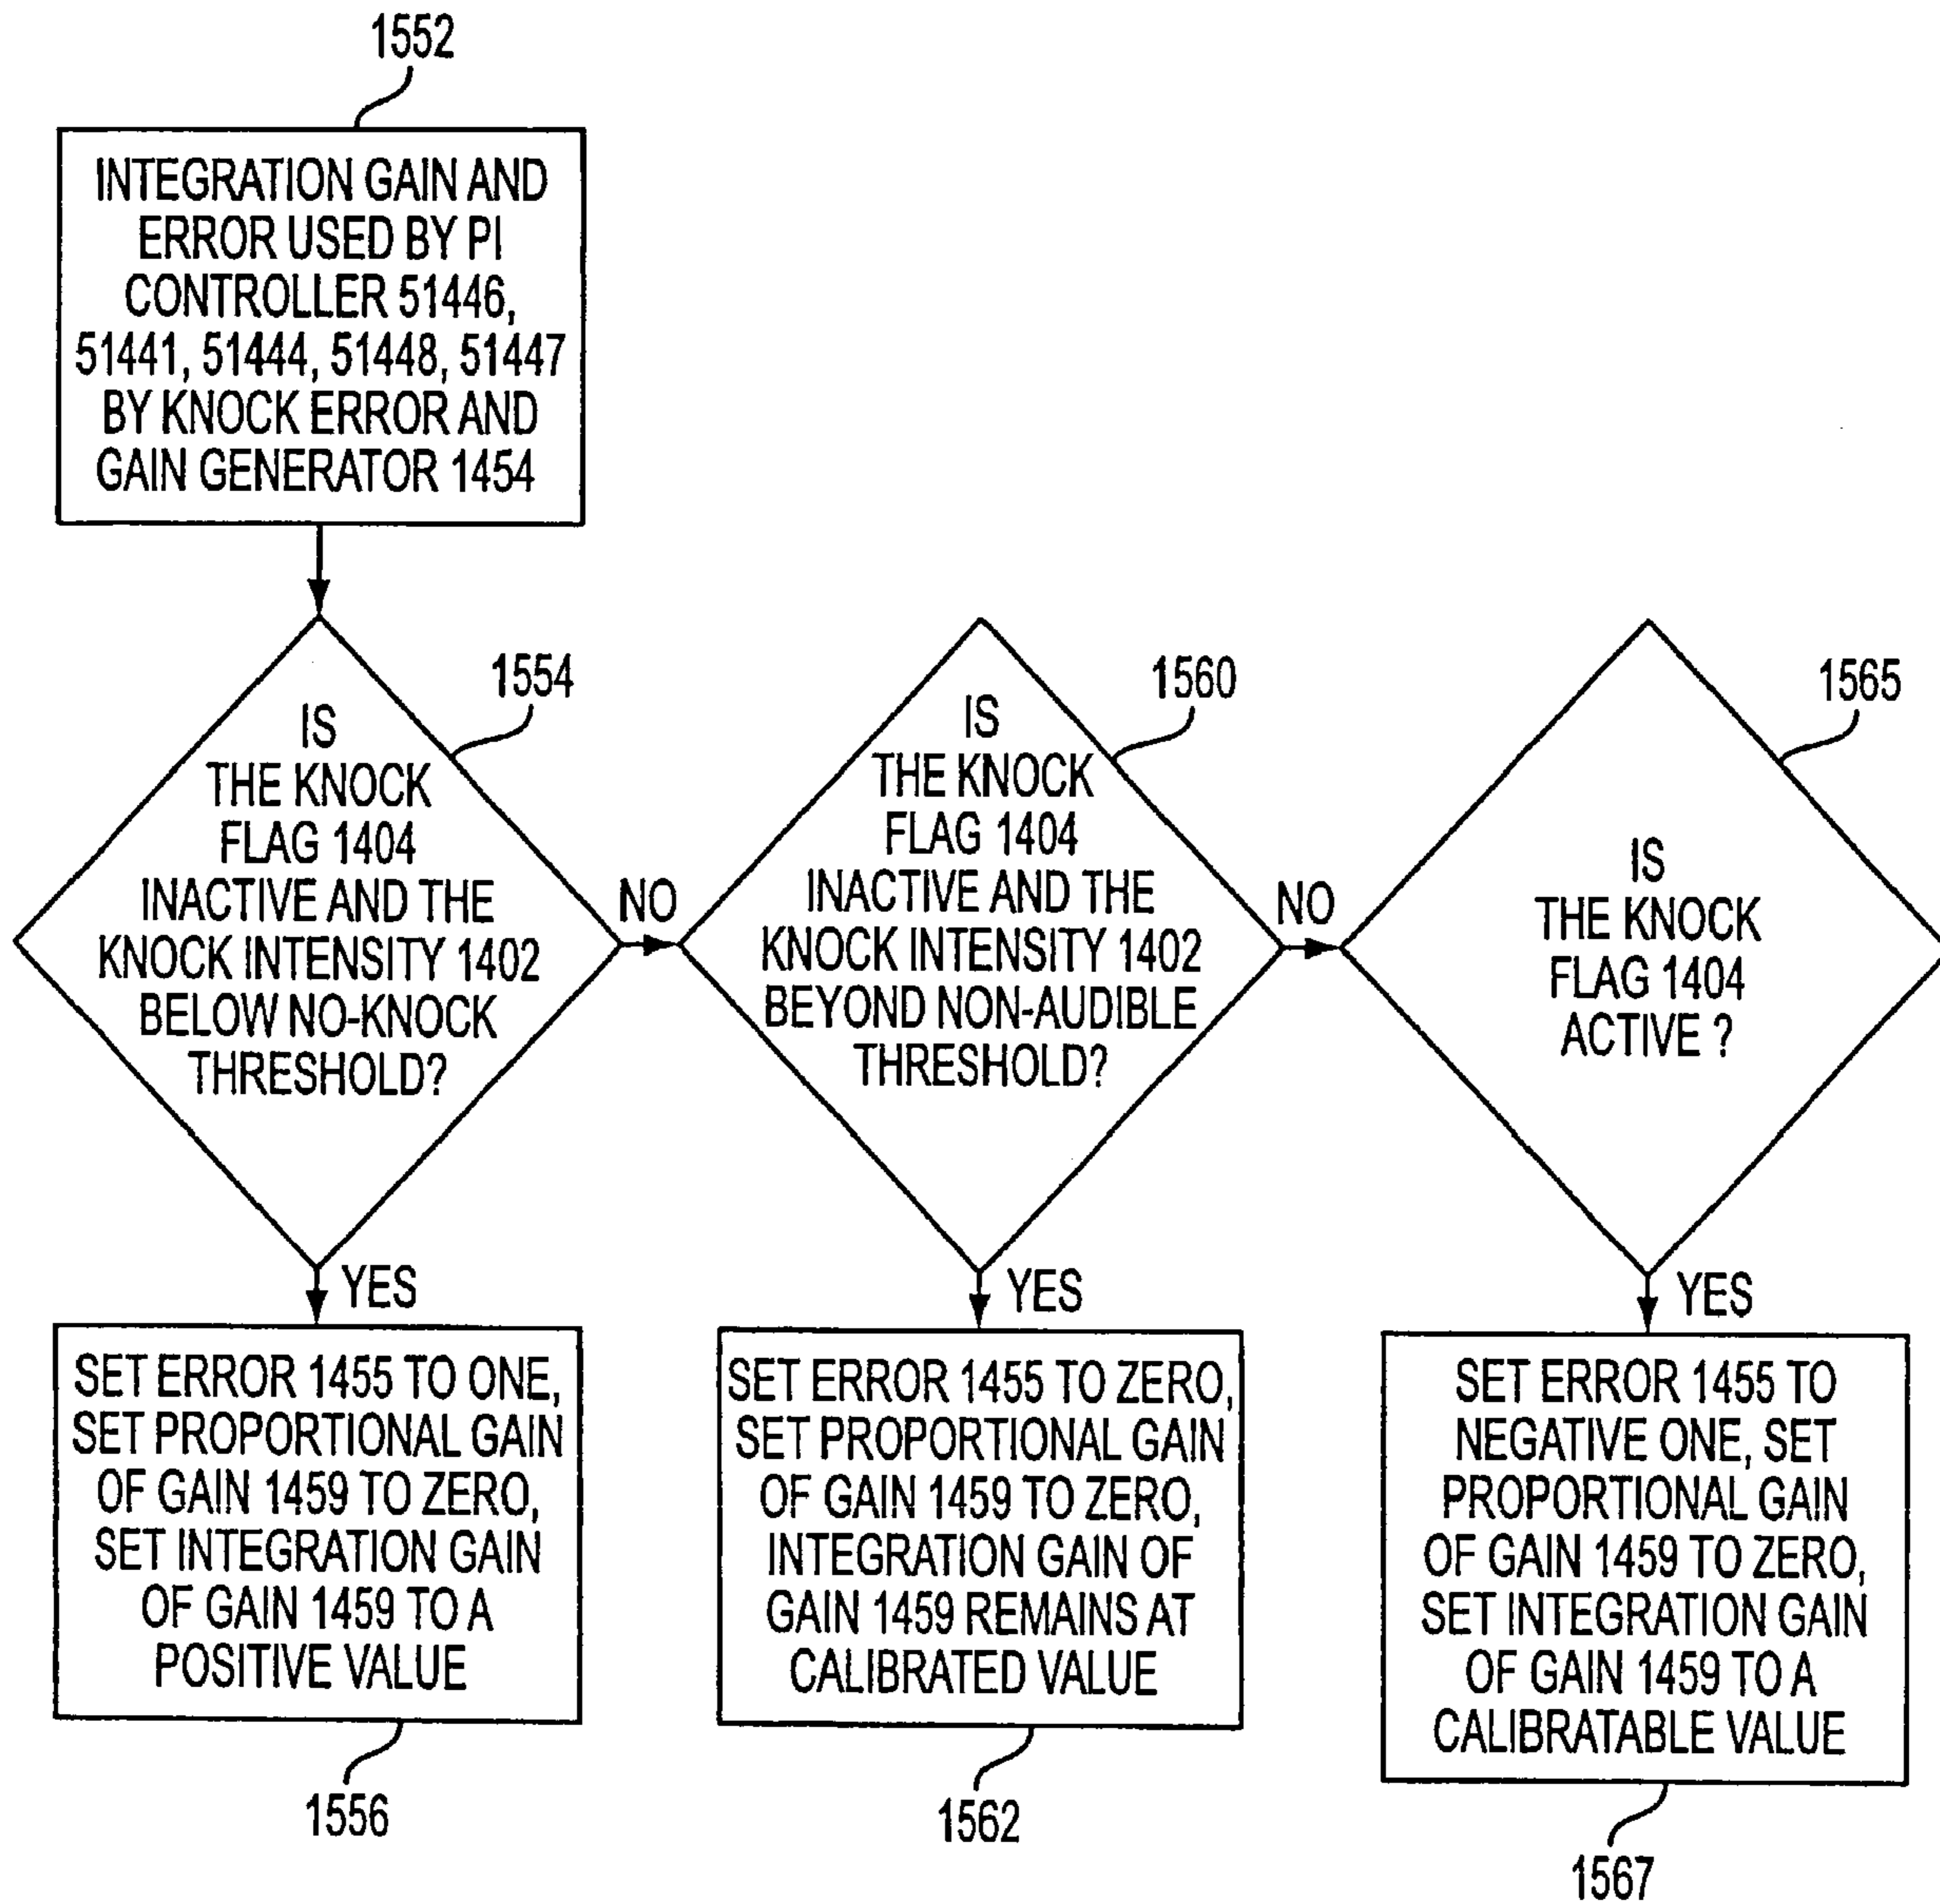 1552
INTEGRATION GAIN AND
ERROR USED BY PI
CONTROLLER 51446,
51441, 51444, 51448, 51447
BY KNOCK ERROR AND
GAIN GENERATOR 1454
1554
IS
THE KNOCK
FLAG 1404
INACTIVE AND THE
KNOCK INTENSITY 1402
BELOW NO-KNOCK
THRESHOLD?
NO
YES
1560
IS
THE KNOCK
FLAG 1404
INACTIVE AND THE
KNOCK INTENSITY 1402
BEYOND NON-AUDIBLE
THRESHOLD?
NO
YES
1565
IS
THE KNOCK
FLAG 1404
ACTIVE ?
YES
SET ERROR 1455 TO ONE,
SET PROPORTIONAL GAIN
OF GAIN 1459 TO ZERO,
SET INTEGRATION GAIN
OF GAIN 1459 TO A
POSITIVE VALUE
1556
SET ERROR 1455 TO ZERO,
SET PROPORTIONAL GAIN
OF GAIN 1459 TO ZERO,
INTEGRATION GAIN OF
GAIN 1459 REMAINS AT
CALIBRATED VALUE
1562
SET ERROR 1455 TO
NEGATIVE ONE, SET
PROPORTIONAL GAIN
OF GAIN 1459 TO ZERO,
SET INTEGRATION GAIN
OF GAIN 1459 TO A
CALIBRATABLE VALUE
1567